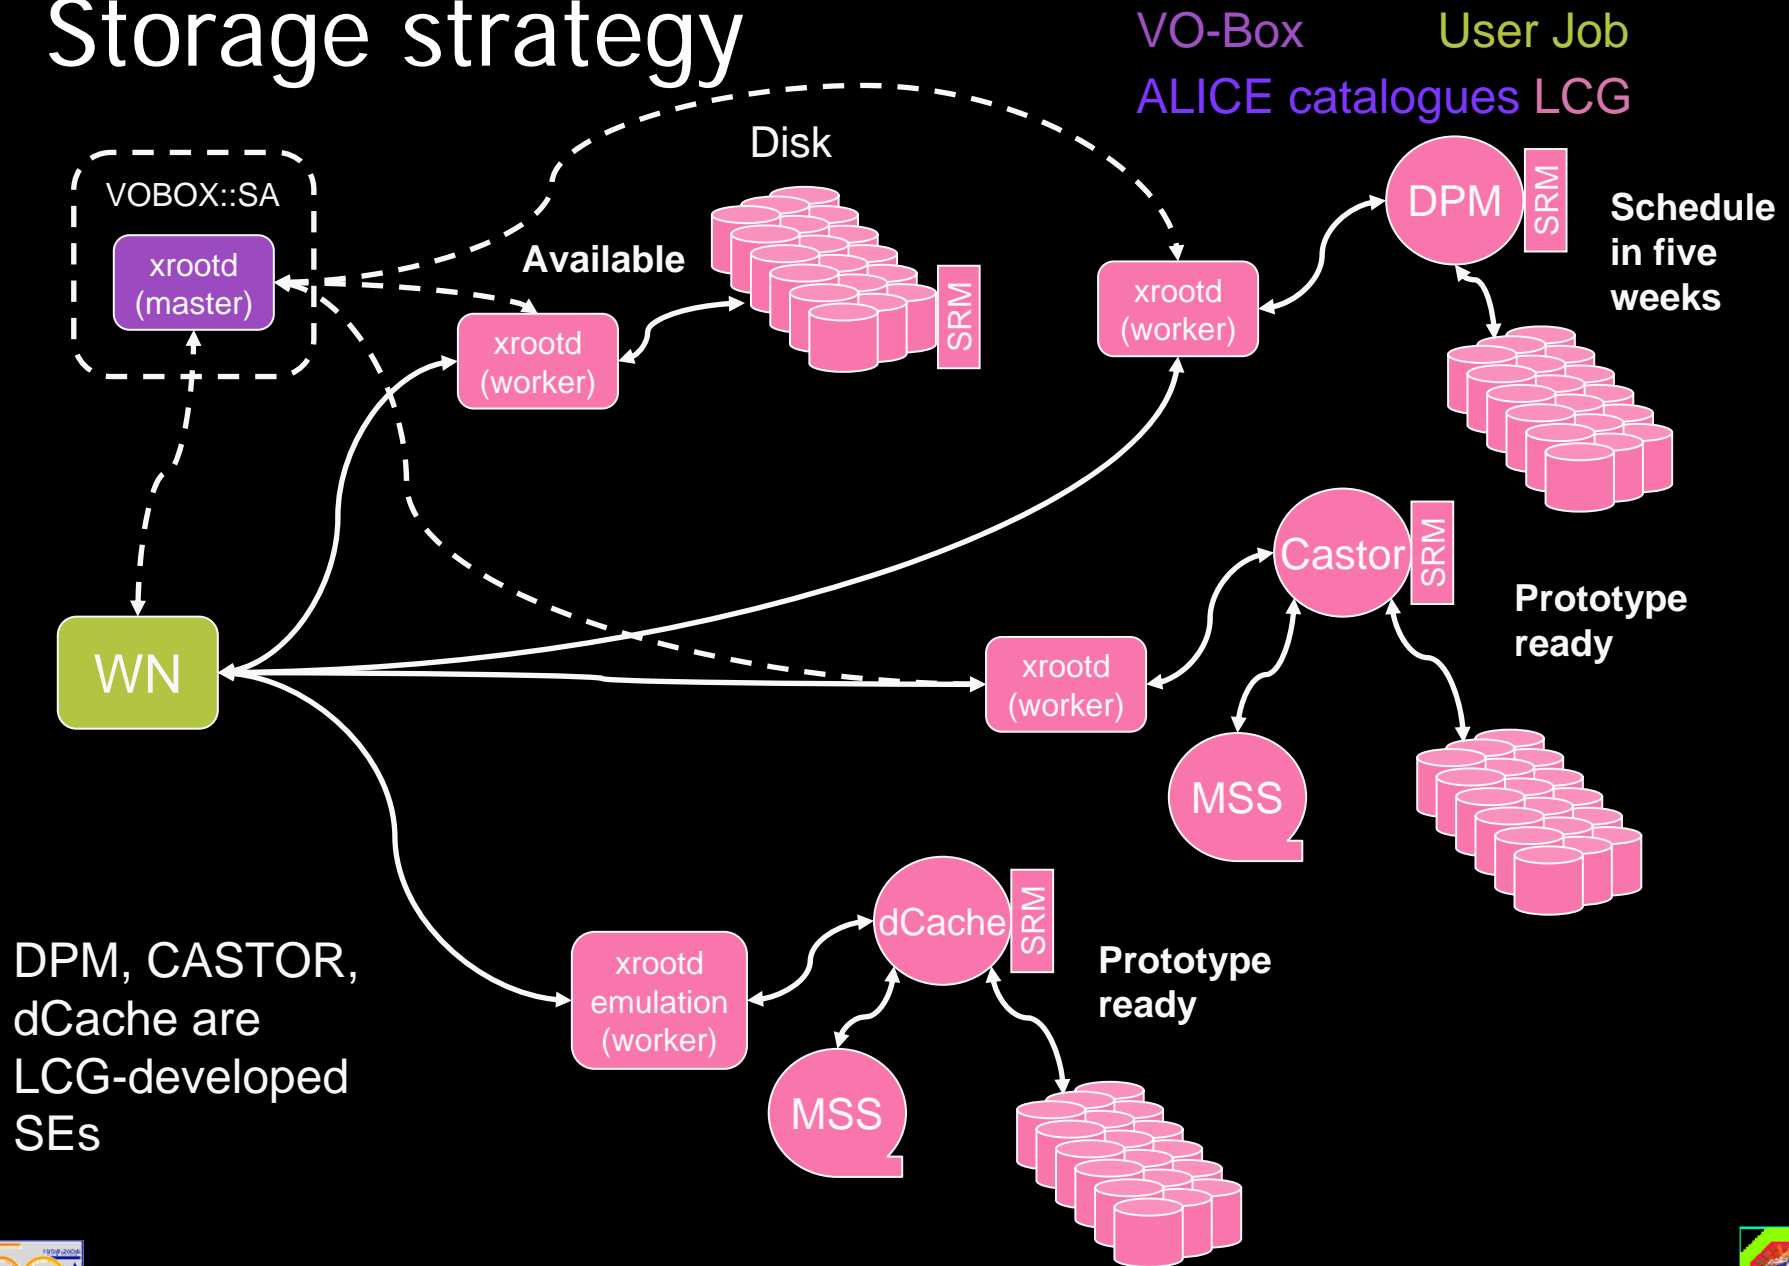 Storage strategy
VO-Box
User Job
ALICE catalogues LCG
Disk
VOBOX::SA
xrootd
(master)
Available
xrootd
(worker)
SRM
xrootd
(worker)
DPM
SRM
Schedule
in five
weeks
Castor
SRM
Prototype
ready
WN
xrootd
(worker)
MSS
dCache
SRM
Prototype
ready
xrootd
emulation
(worker)
MSS
DPM, CASTOR,
dCache are
LCG-developed
SEs